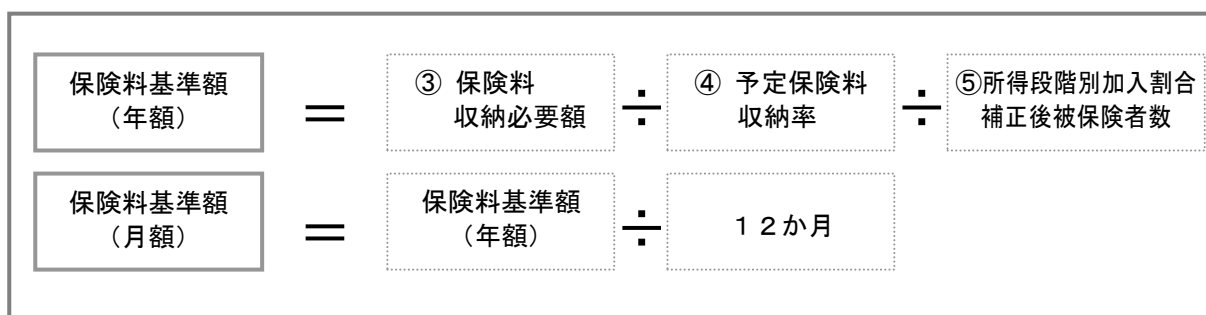 保険料基準額
(年額)
=
③ 保険料
収納必要額
÷
④ 予定保険料
収納率
÷
⑤所得段階別加入割合
補正後被保険者数
保険料基準額
(月額)
=
保険料基準額
(年額)
÷
12か月